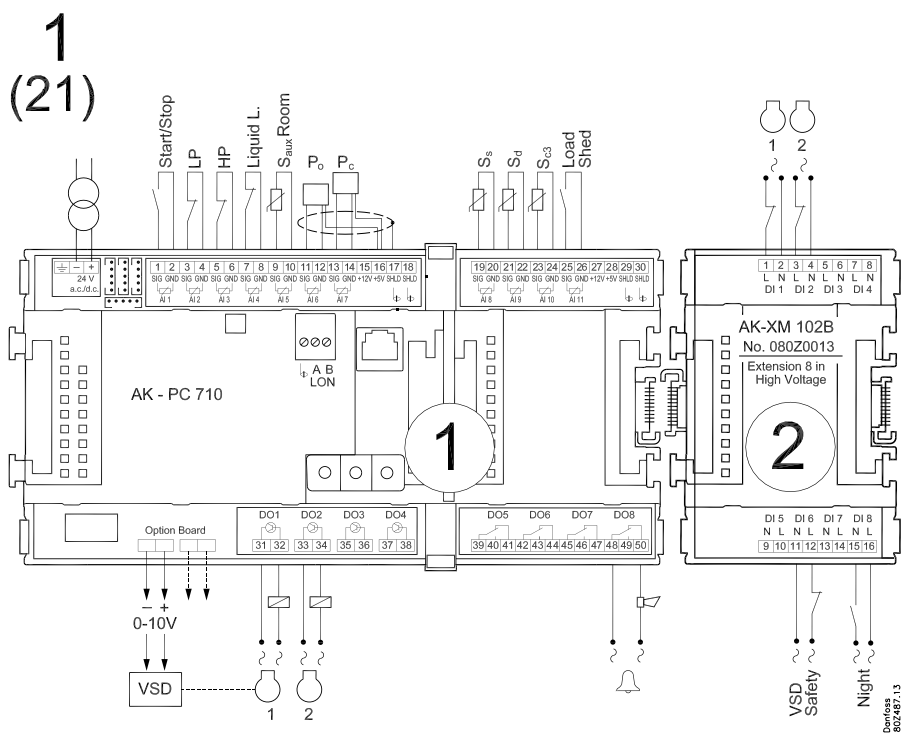 1
(21)
Start/Stop
LP
HP
Liquid L.
Saux Room
Po
Pc
Ss
Sd
Sc3
Load
Shed
1 2
− +
24 V
a.c./d.c.
1 2 3 4 5 6 7 8 9 10 11 12 13 14 15 16 17 18
SIG GND SIG GND SIG GND SIG GND SIG GND SIG GND SIG GND +12V +5V SHLD SHLD
AI 1 AI 2 AI 3 AI 4 AI 5 AI 6 AI 7
19 20 21 22 23 24 25 26 27 28 29 30
SIG GND SIG GND SIG GND SIG GND +12V +5V SHLD SHLD
AI 8 AI 9 AI 10 AI 11
1 2 3 4 5 6 7 8
L N L N L N L N
DI 1 DI 2 DI 3 DI 4
AK-XM 102B
No. 080Z0013
Extension 8 in
High Voltage
A B
LON
AK - PC 710
1
2
Option Board
DO1 DO2 DO3 DO4
31 32 33 34 35 36 37 38
DO5 DO6 DO7 DO8
39 40 41 42 43 44 45 46 47 48 49 50
DI 5 DI 6 DI 7 DI 8
N L N L N L N L
9 10 11 12 13 14 15 16
− +
0-10V
VSD
1 2
VSD
Safety
Night
Danfoss
80Z487.13